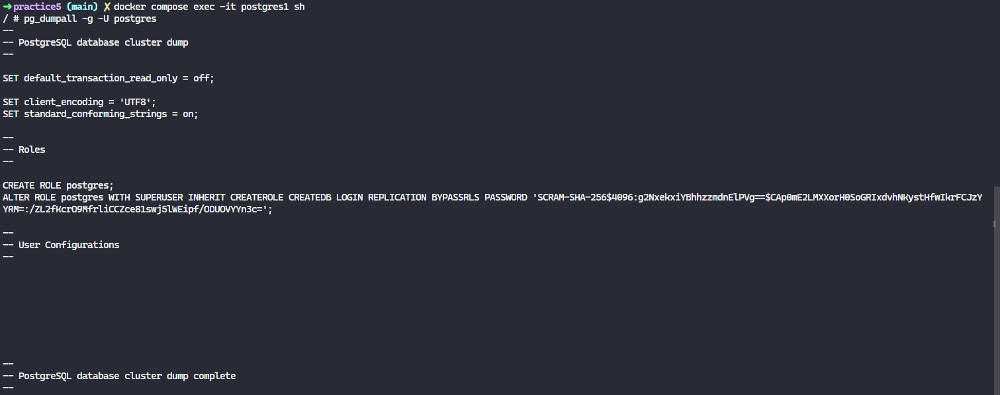 ➜practice5 (main) ✗ docker compose exec -it postgres1 sh
/ # pg_dumpall -g -U postgres
--
-- PostgreSQL database cluster dump
--
SET default_transaction_read_only = off;
SET client_encoding = 'UTF8';
SET standard_conforming_strings = on;
--
-- Roles
--
CREATE ROLE postgres;
ALTER ROLE postgres WITH SUPERUSER INHERIT CREATEROLE CREATEDB LOGIN REPLICATION BYPASSRLS PASSWORD 'SCRAM-SHA-256$4096:g2NxekxiYBhhzzmdnElPVg==$CAp0mE2LMXXorH0SoGRIxdvhNKystHfwIkrFCJzY
YRM=:/ZL2fKcrO9MfrliCCZce81swj5lWEipf/ODUOVYYn3c=';
--
-- User Configurations
--
--
-- PostgreSQL database cluster dump complete
--